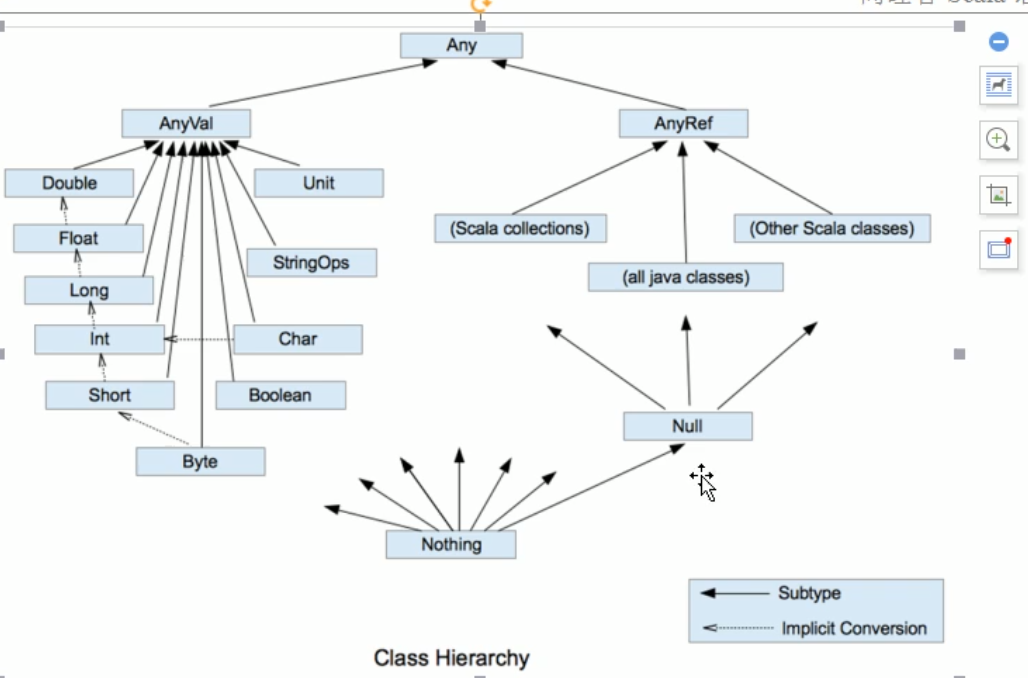 Any
AnyVal
AnyRef
Double
Unit
Float
(Scala collections)
(Other Scala classes)
StringOps
Long
(all java classes)
Int
Char
Short
Boolean
Null
Byte
Nothing
Subtype
Implicit Conversion
Class Hierarchy